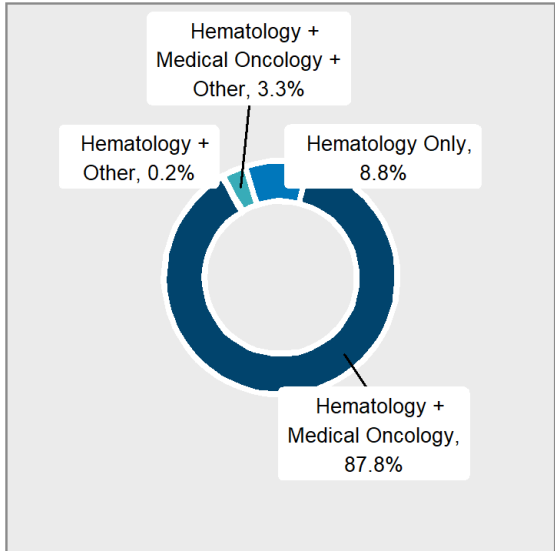 Hematology +
Medical Oncology +
Other, 3.3%
Hematology +
Other, 0.2%
Hematology Only,
8.8%
Hematology +
Medical Oncology,
87.8%